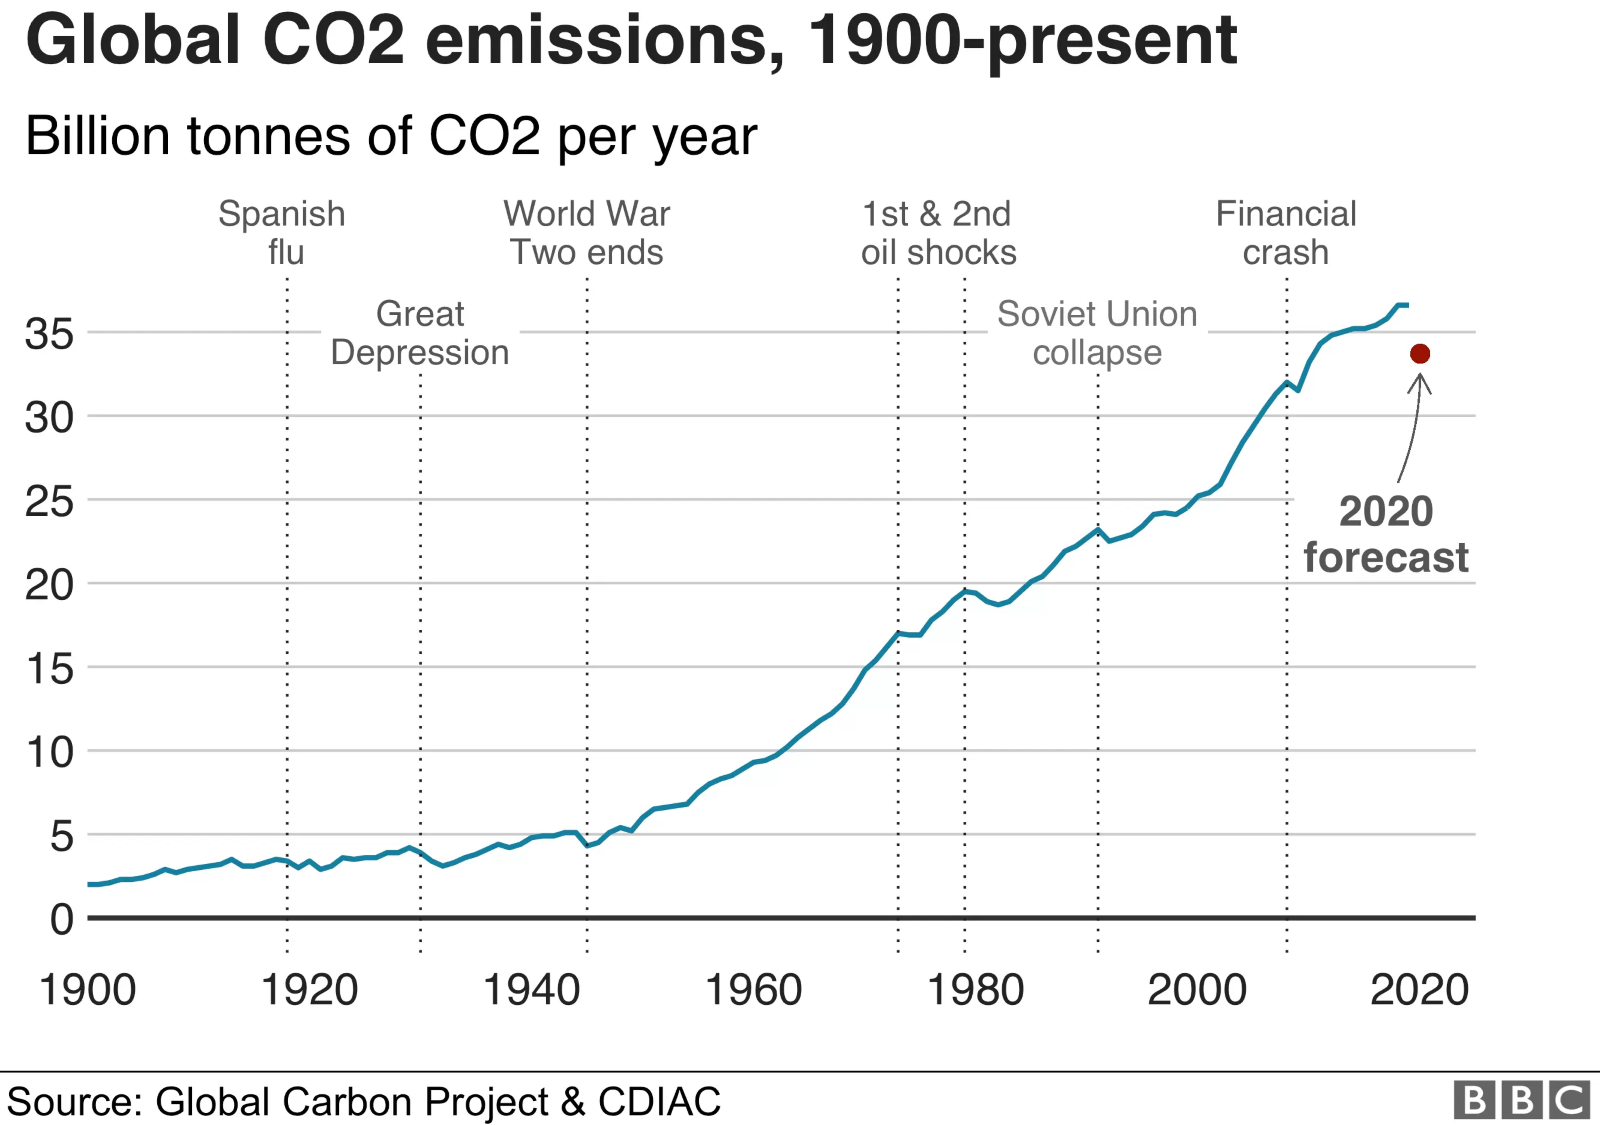 Global CO2 emissions, 1900-present
Billion tonnes of CO2 per year
Spanish
flu
World War
Two ends
1st & 2nd
oil shocks
Financial
crash
Great
Depression
Soviet Union
collapse
35
30
25
20
15
10
5
0
2020
forecast
1900 1920 1940 1960 1980 2000 2020
Source: Global Carbon Project & CDIAC
BBC